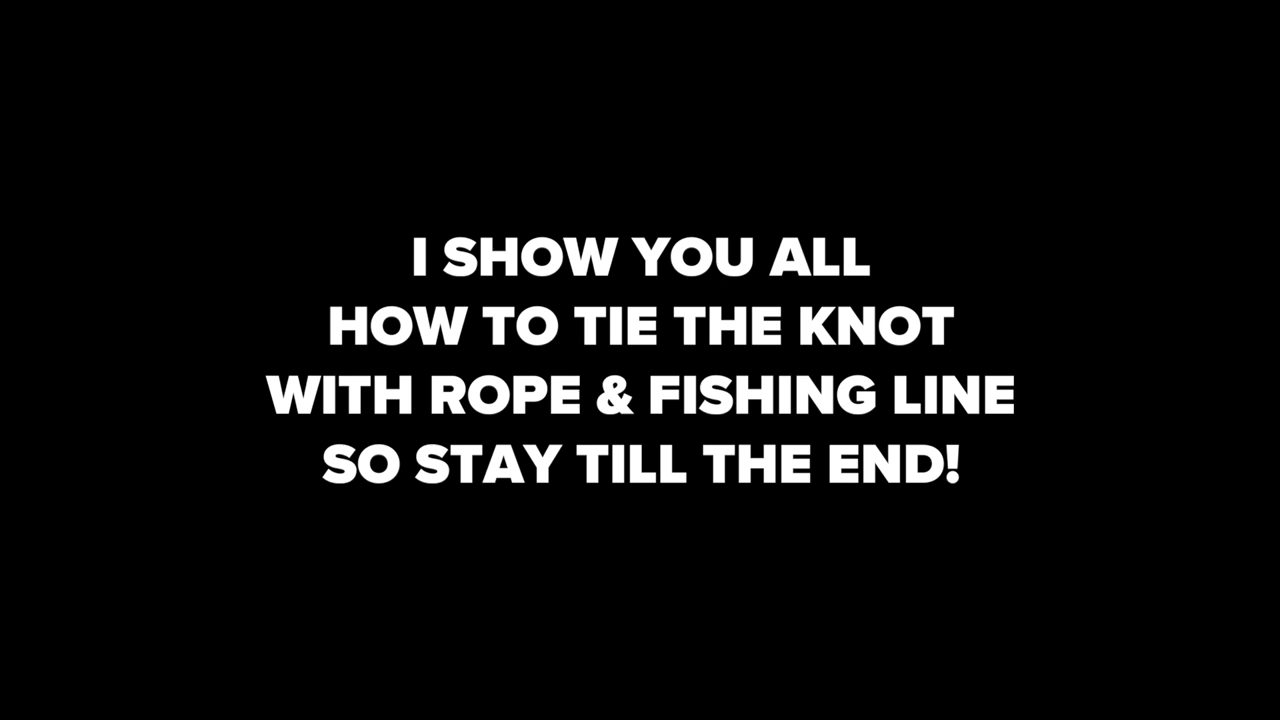 I SHOW YOU ALL
HOW TO TIE THE KNOT
WITH ROPE & FISHING LINE
SO STAY TILL THE END!